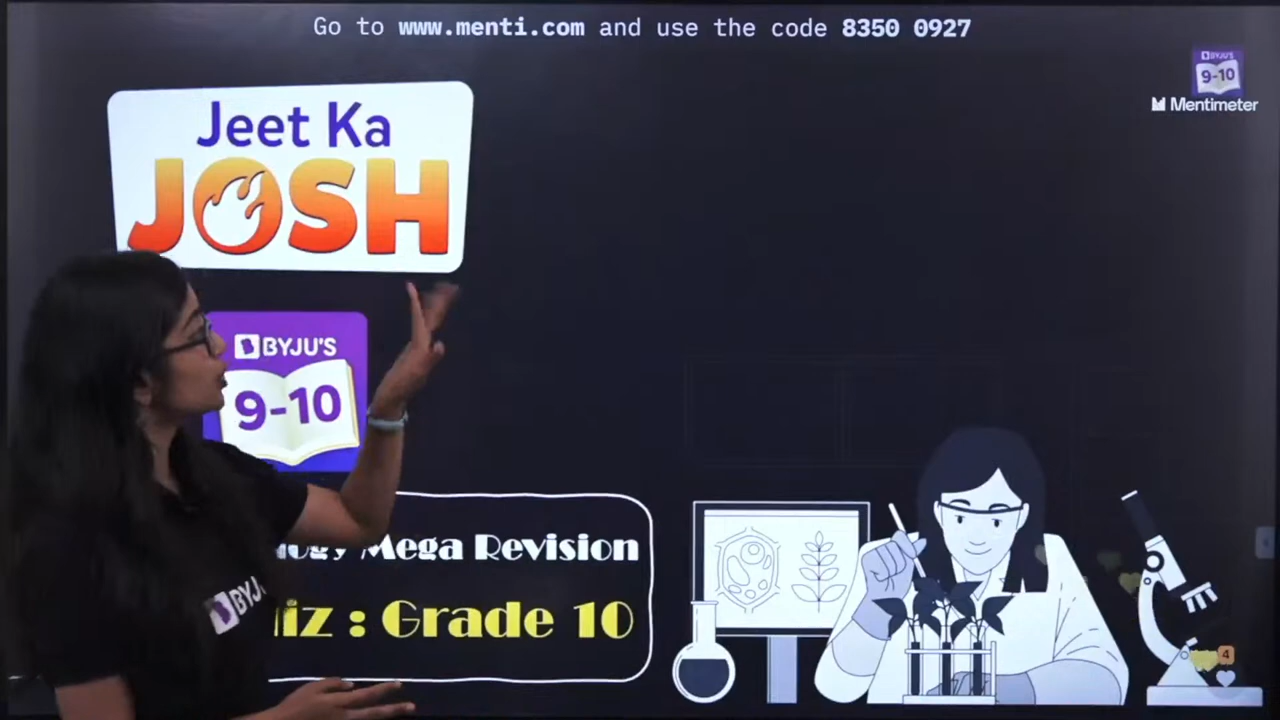 Go to www.menti.com and use the code 8350 0927
BYJU'S
9-10
Mentimeter
Jeet Ka
JOSH
BYJU'S
9-10
Mega Revision
: Grade 10
4